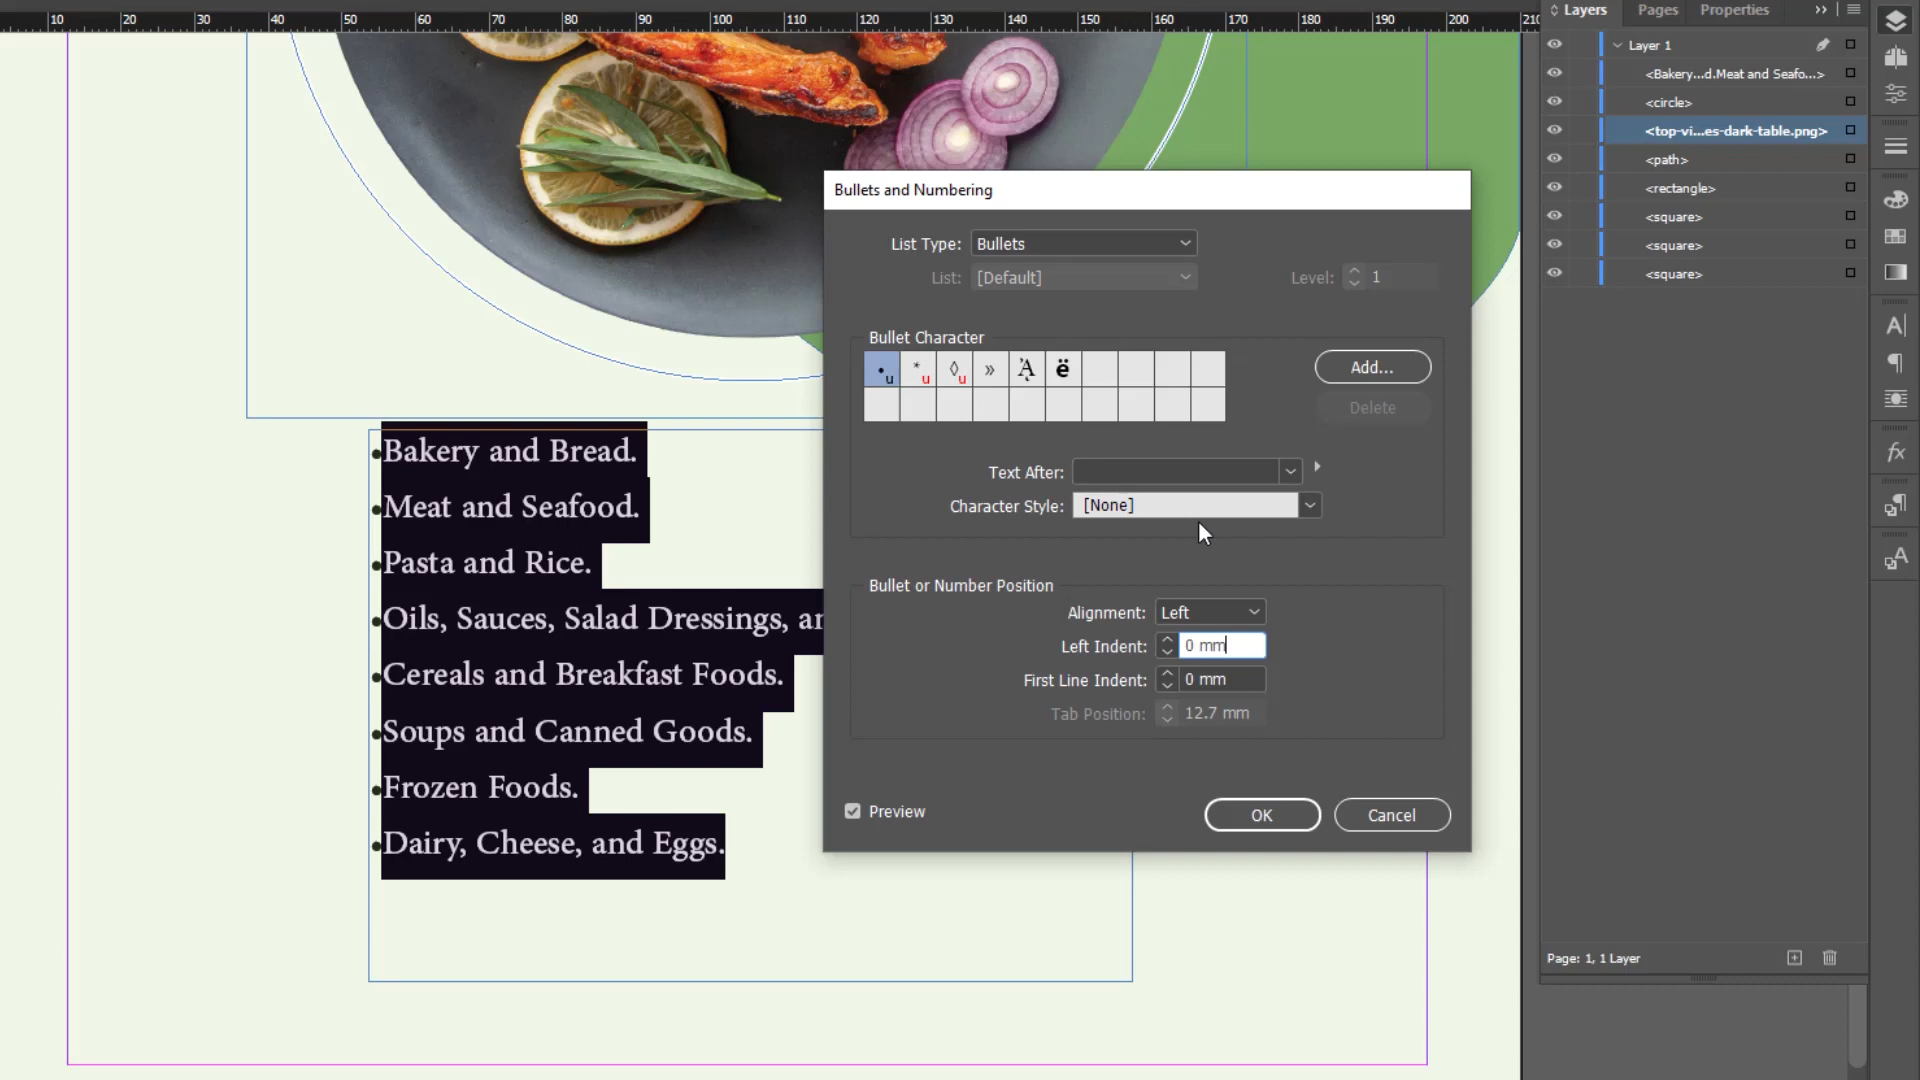 10 20 30 40 50 60 70 80 90 100 110 120 130 140 150 160 170 180 190 200 210
Layers Pages Properties
Layer 1
<Bakery...d.Meat and Seafo...>
<circle>
<top-vi...es-dark-table.png>
<path>
<rectangle>
<square>
<square>
<square>
Bullets and Numbering
List Type: Bullets
List: [Default] Level: 1
Bullet Character
•u *u ◊u » Ἀ̣ ë
Add...
Delete
Text After:
Character Style: [None]
Bullet or Number Position
Alignment: Left
Left Indent: 0 mm
First Line Indent: 0 mm
Tab Position: 12.7 mm
Preview OK Cancel
•Bakery and Bread.
•Meat and Seafood.
•Pasta and Rice.
•Oils, Sauces, Salad Dressings, an
•Cereals and Breakfast Foods.
•Soups and Canned Goods.
•Frozen Foods.
•Dairy, Cheese, and Eggs.
Page: 1, 1 Layer